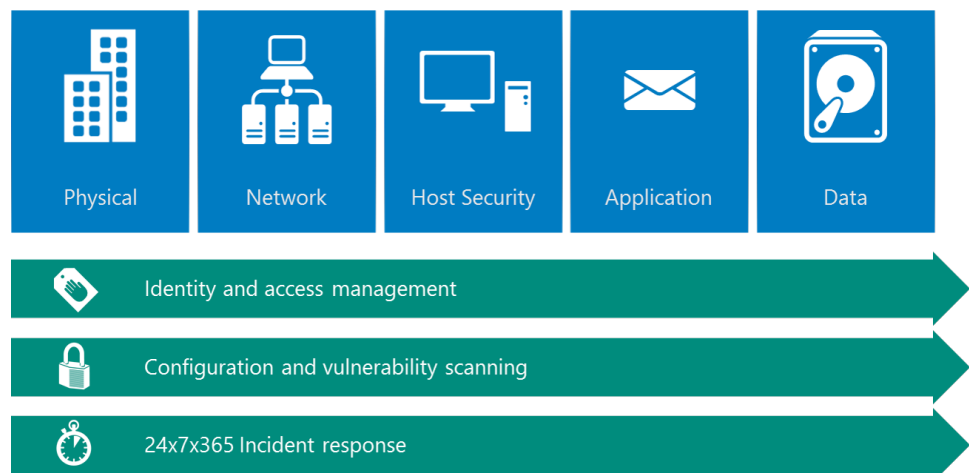 Physical
Network
Host Security
Application
Data
Identity and access management
Configuration and vulnerability scanning
24x7x365 Incident response